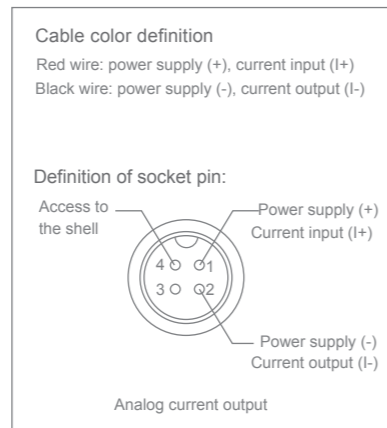 Cable color definition
Red wire: power supply (+), current input (I+)
Black wire: power supply (-), current output (I-)
Definition of socket pin:
Access to
the shell
Power supply (+)
Current input (I+)
4
1
3
2
Power supply (-)
Current output (I-)
Analog current output